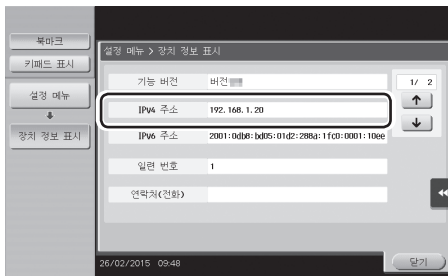 북마크
키패드 표시
설정 메뉴
장치 정보 표시
설정 메뉴 > 장치 정보 표시
기능 버전 버전
1/ 2
IPv4 주소 192.168.1.20
IPv6 주소 2001:0db8:bd05:01d2:288a:1fc0:0001:10ee
일련 번호 1
연락처(전화)
26/02/2015 09:48
닫기